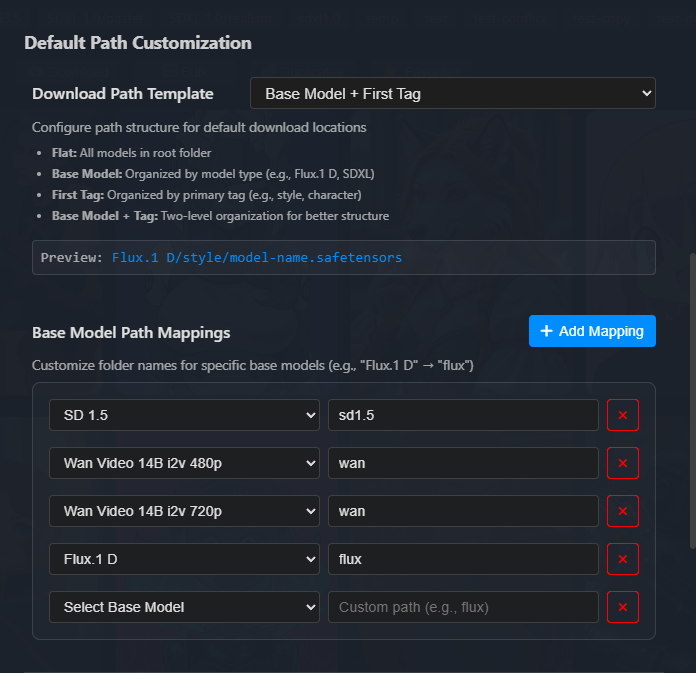 Default Path Customization
Download Path Template
Base Model + First Tag
Configure path structure for default download locations
• Flat: All models in root folder
• Base Model: Organized by model type (e.g., Flux.1 D, SDXL)
• First Tag: Organized by primary tag (e.g., style, character)
• Base Model + Tag: Two-level organization for better structure
Preview: Flux.1 D/style/model-name.safetensors
Base Model Path Mappings
+ Add Mapping
Customize folder names for specific base models (e.g., "Flux.1 D" → "flux")
SD 1.5 sd1.5
Wan Video 14B i2v 480p wan
Wan Video 14B i2v 720p wan
Flux.1 D flux
Select Base Model Custom path (e.g., flux)